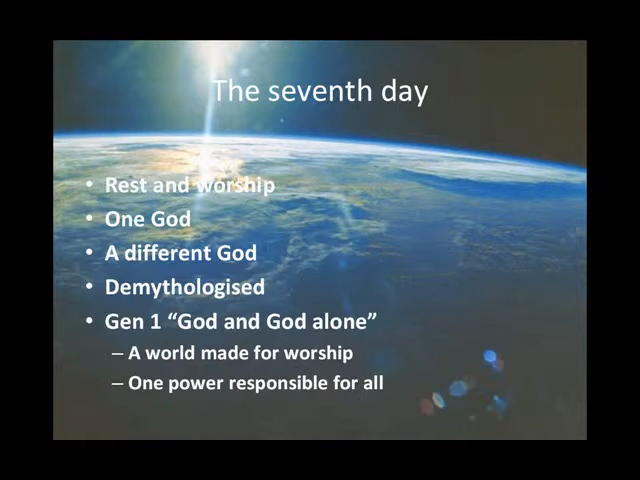 The seventh day
• Rest and worship
• One God
• A different God
• Demythologised
• Gen 1 “God and God alone”
– A world made for worship
– One power responsible for all